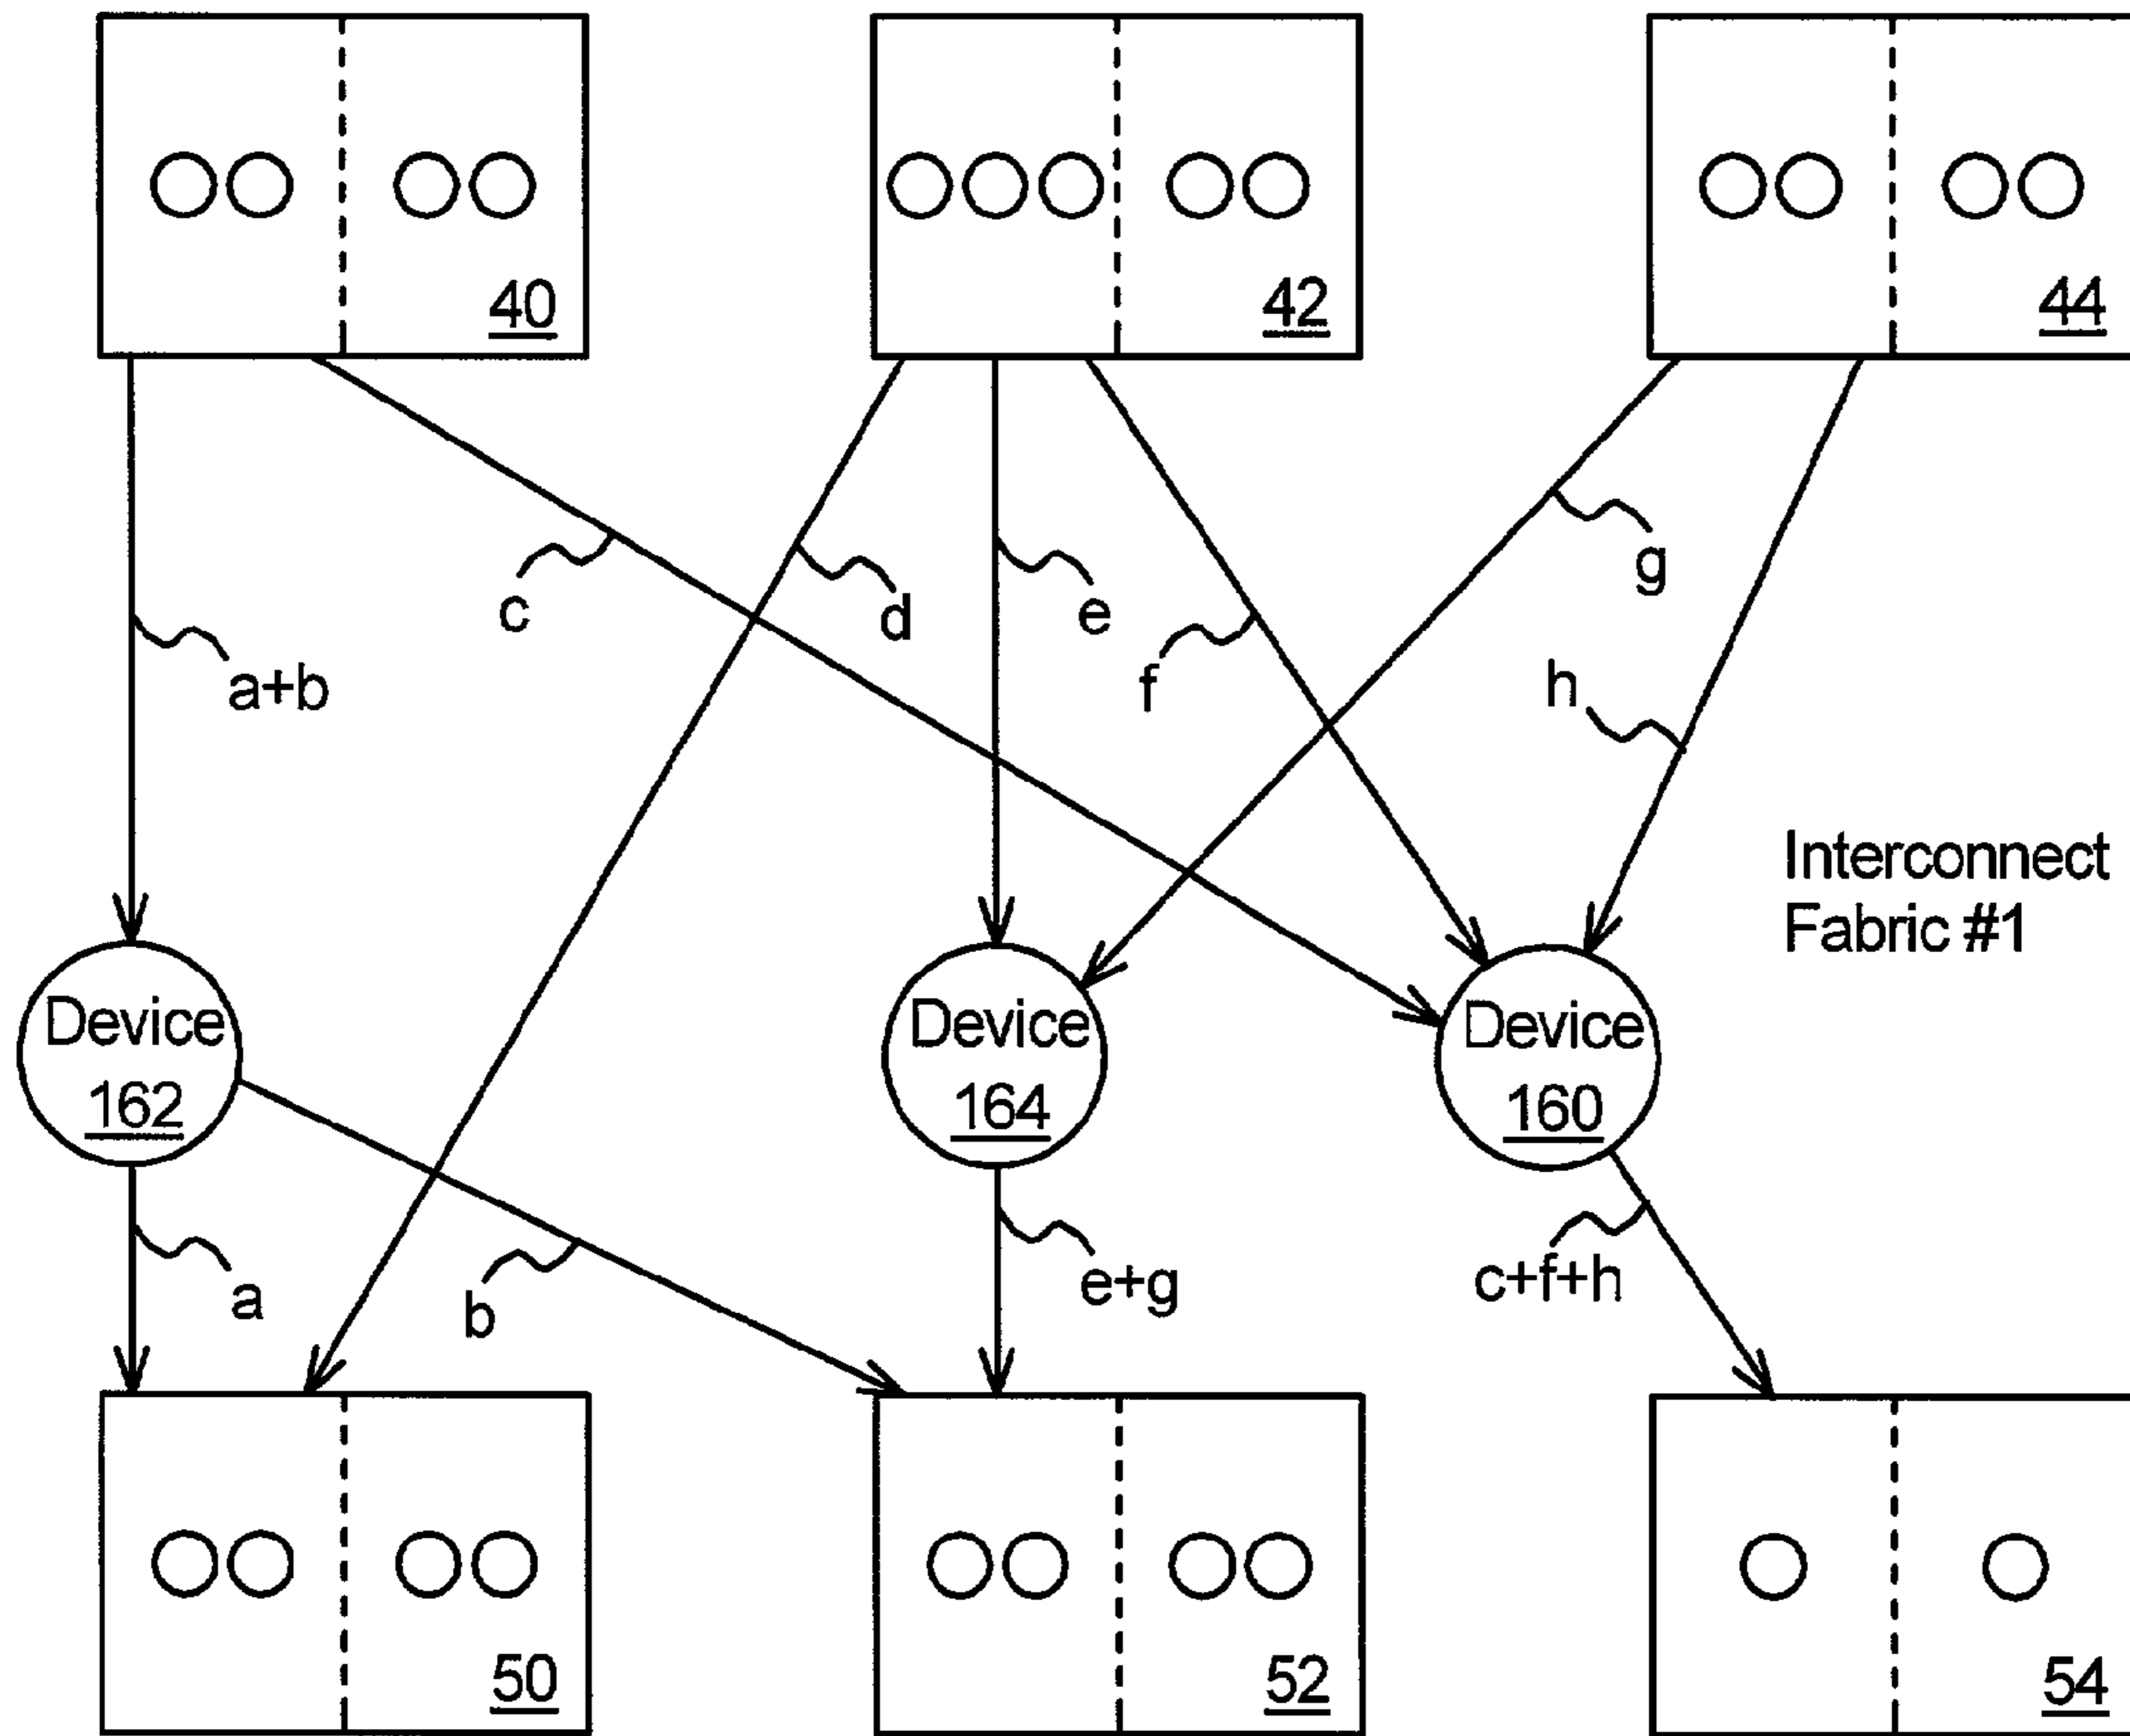 40
42
44
c
d
e
f
g
h
a+b
Interconnect
Fabric #1
Device
162
Device
164
Device
160
a
b
e+g
c+f+h
50
52
54